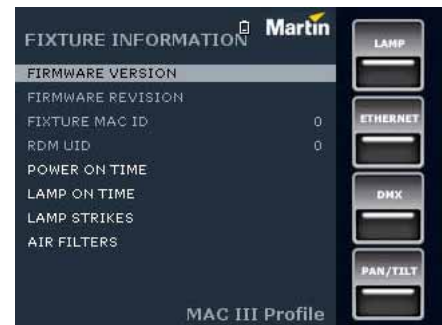 Martin
FIXTURE INFORMATION
FIRMWARE VERSION
FIRMWARE REVISION
FIXTURE MAC ID 0
RDM UID 0
POWER ON TIME
LAMP ON TIME
LAMP STRIKES
AIR FILTERS
MAC III Profile
LAMP
ETHERNET
DMX
PAN/TILT